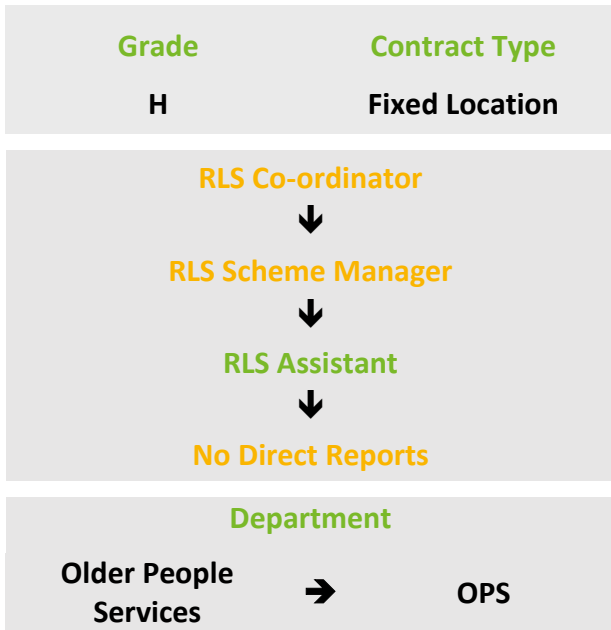 Grade Contract Type
H Fixed Location
RLS Co-ordinator
RLS Scheme Manager
RLS Assistant
No Direct Reports
Department
Older People
Services
OPS